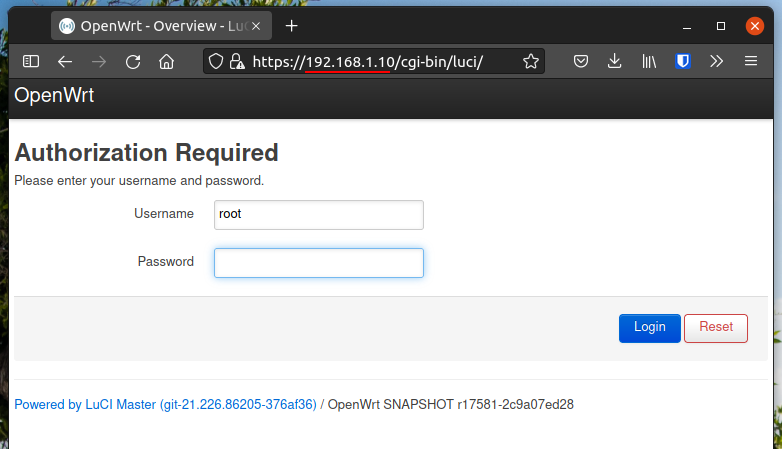 OpenWrt - Overview - Lu
https://192.168.1.10/cgi-bin/luci/
OpenWrt
Authorization Required
Please enter your username and password.
Username root
Password
Login Reset
Powered by LuCI Master (git-21.226.86205-376af36) / OpenWrt SNAPSHOT r17581-2c9a07ed28